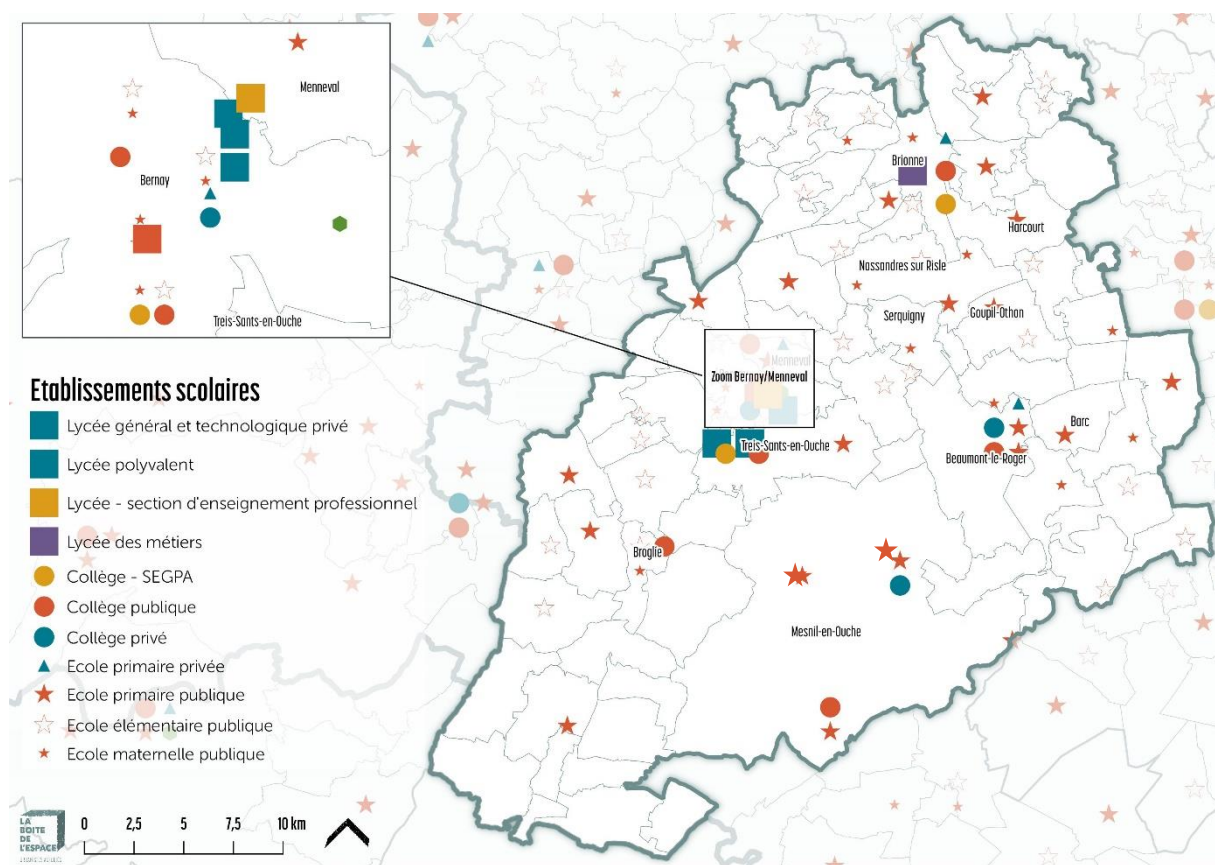 Menneval
Bernay
Treis-Sants-en-Ouche
Brionne
Harcourt
Nassandres sur Risle
Serquigny
Goupil-Othon
Menneval
Zoom Bernay/Menneval
Treis-Sants-en-Ouche
Barc
Beaumont-le-Roger
Broglie
Mesnil-en-Ouche
Etablissements scolaires
Lycée général et technologique privé
Lycée polyvalent
Lycée - section d'enseignement professionnel
Lycée des métiers
Collège - SEGPA
Collège publique
Collège privé
Ecole primaire privée
Ecole primaire publique
Ecole élémentaire publique
Ecole maternelle publique
LA
BOITE
DE
L'ESPACE
0 2,5 5 7,5 10 km